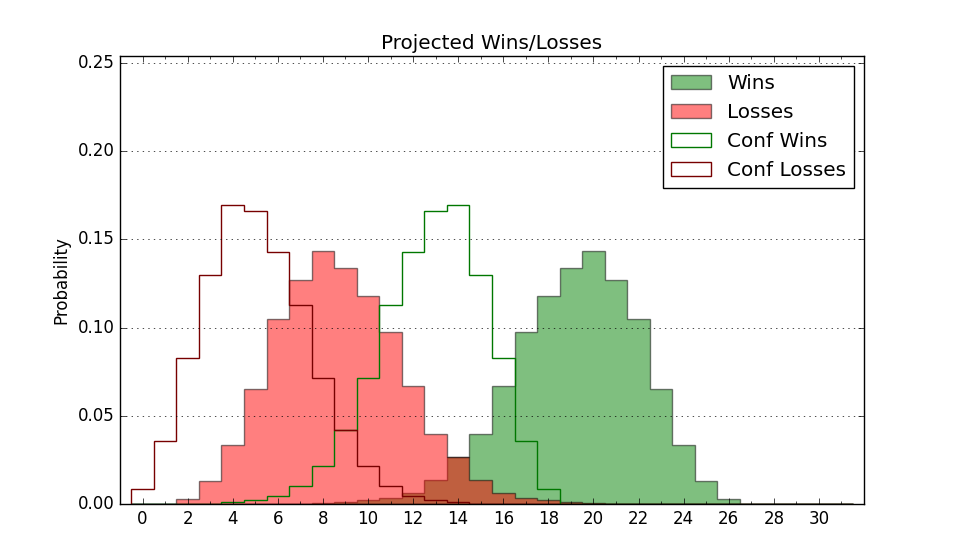 Projected Wins/Losses
0.25
0.20
0.15
0.10
0.05
0.00
Probability
Wins
Losses
Conf Wins
Conf Losses
0 2 4 6 8 10 12 14 16 18 20 22 24 26 28 30